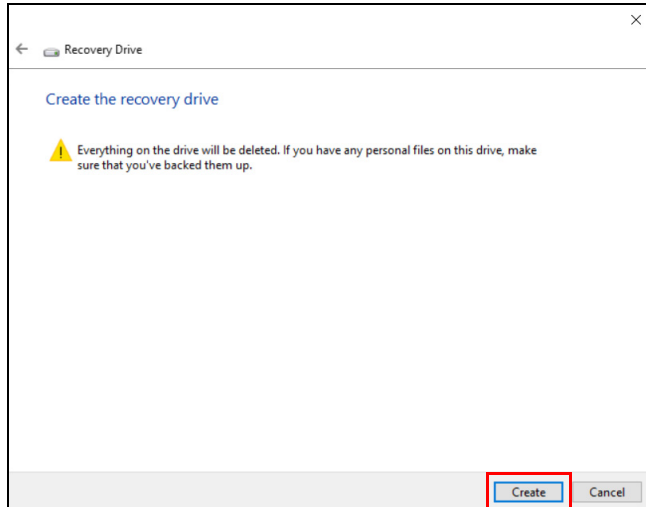 Recovery Drive
Create the recovery drive
Everything on the drive will be deleted. If you have any personal files on this drive, make
sure that you've backed them up.
Create
Cancel